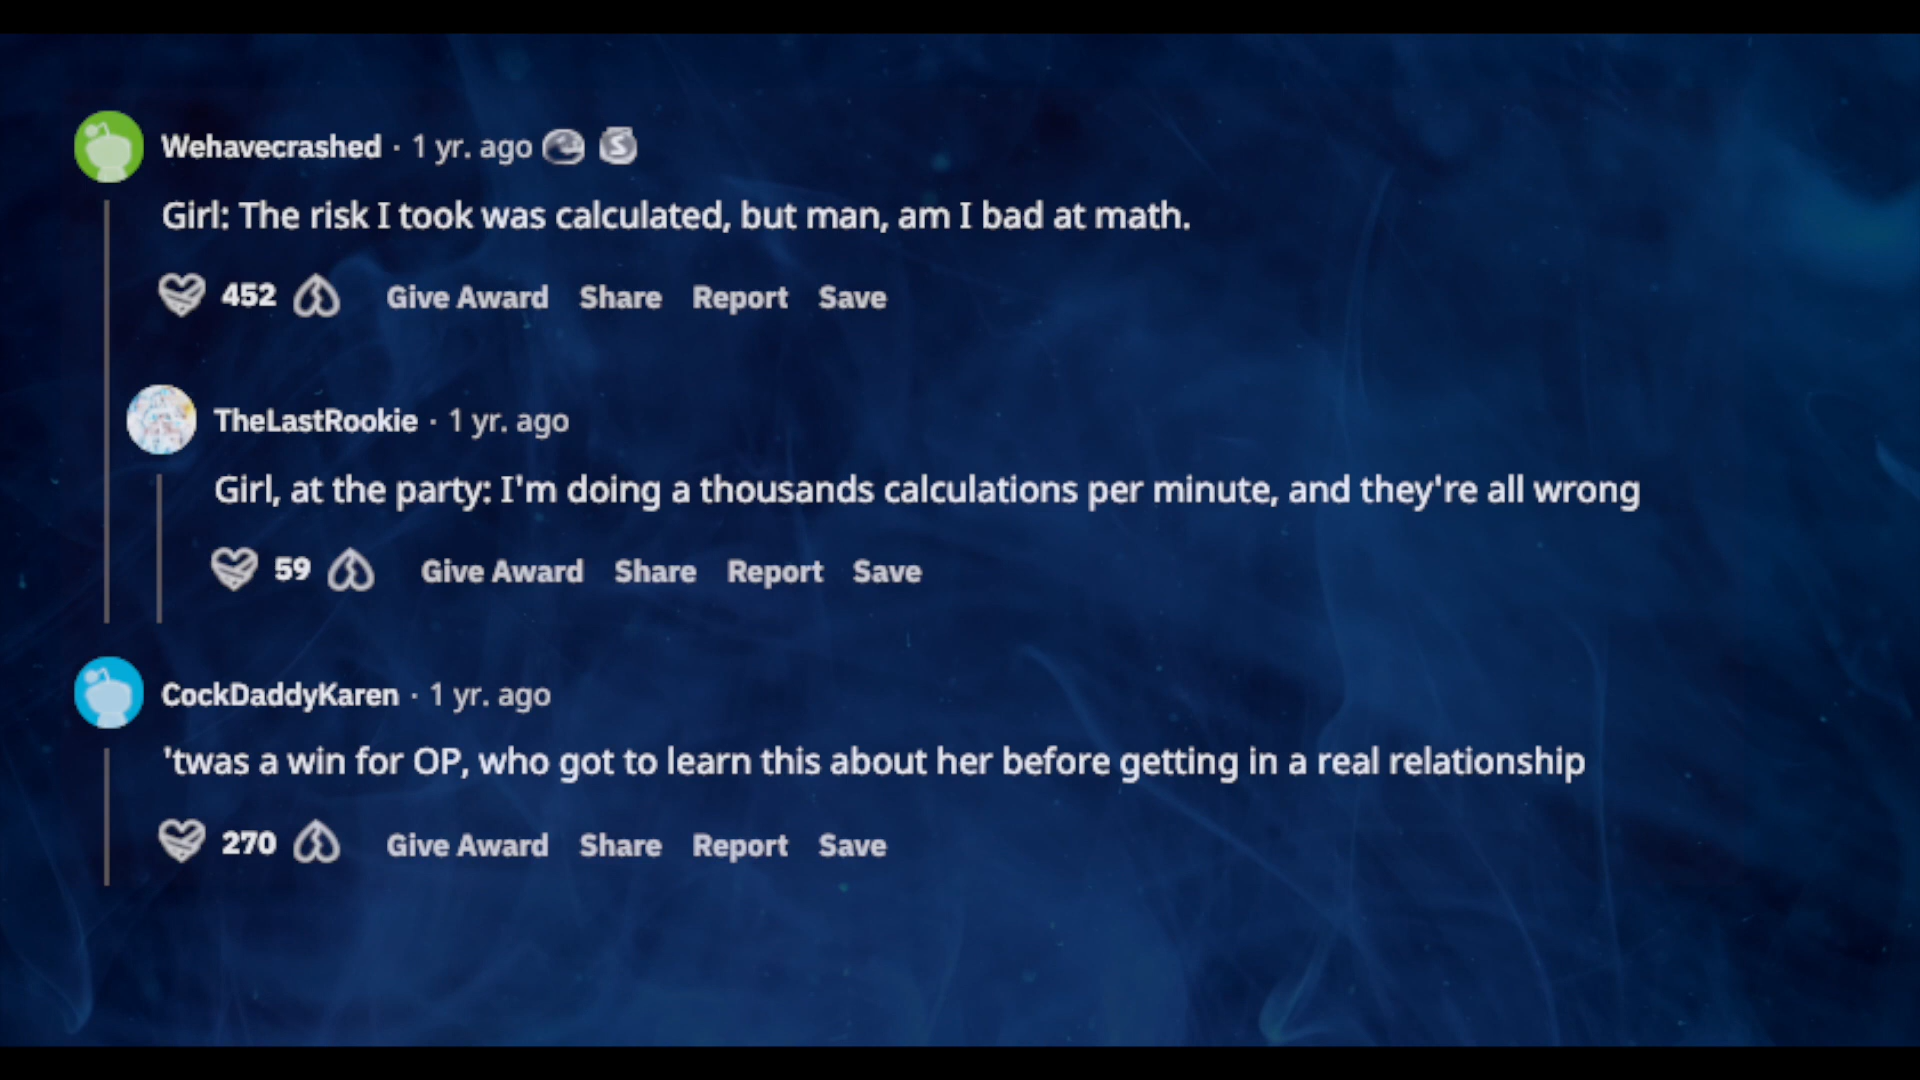 Wehavecrashed · 1 yr. ago
Girl: The risk I took was calculated, but man, am I bad at math.
452 Give Award Share Report Save
TheLastRookie · 1 yr. ago
Girl, at the party: I'm doing a thousands calculations per minute, and they're all wrong
59 Give Award Share Report Save
CockDaddyKaren · 1 yr. ago
'twas a win for OP, who got to learn this about her before getting in a real relationship
270 Give Award Share Report Save